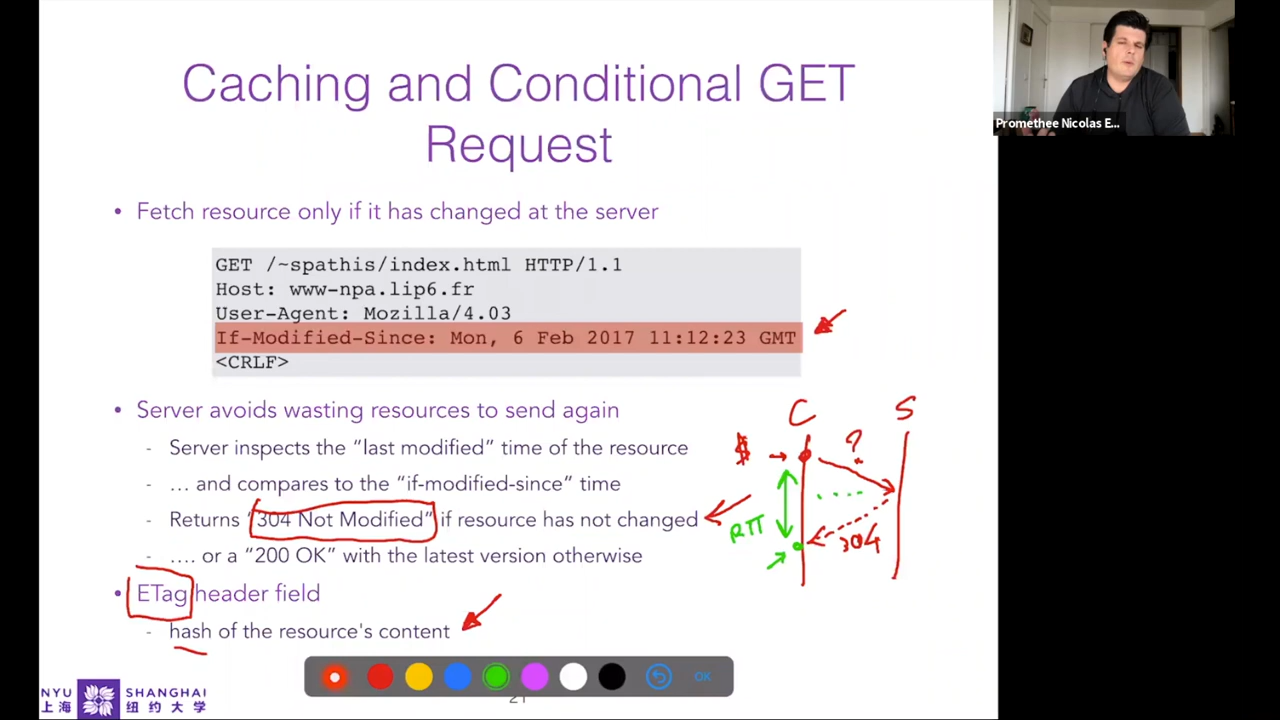 Caching and Conditional GET
Request
Promethee Nicolas E...
• Fetch resource only if it has changed at the server
GET /~spathis/index.html HTTP/1.1
Host: www-npa.lip6.fr
User-Agent: Mozilla/4.03
If-Modified-Since: Mon, 6 Feb 2017 11:12:23 GMT
<CRLF>
• Server avoids wasting resources to send again
- Server inspects the “last modified” time of the resource
- … and compares to the “if-modified-since” time
- Returns “304 Not Modified” if resource has not changed
- …. or a “200 OK” with the latest version otherwise
• ETag header field
- hash of the resource's content
C S
$ ?
RTT 304
OK
21
NYU SHANGHAI
上海 纽约大学